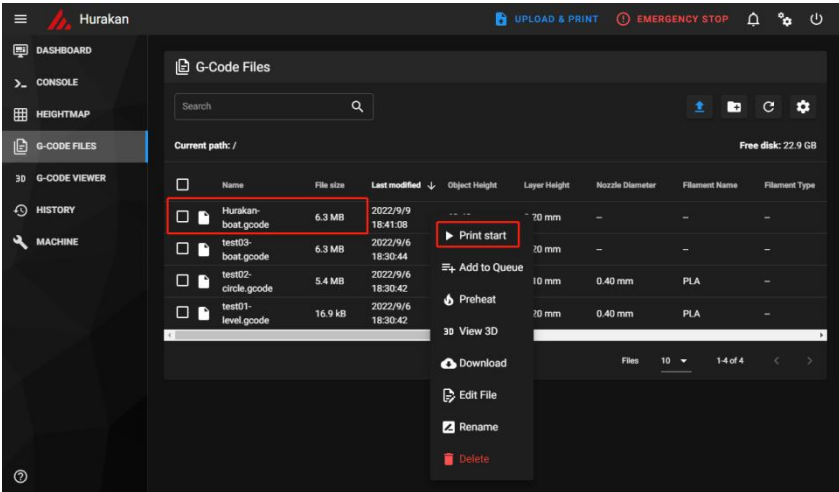 Hurakan
UPLOAD & PRINT
EMERGENCY STOP
DASHBOARD
CONSOLE
HEIGHTMAP
G-CODE FILES
3D G-CODE VIEWER
HISTORY
MACHINE
G-Code Files
Search
Current path: /
Free disk: 22.9 GB
Name File size Last modified Object Height Layer Height Nozzle Diameter Filament Name Filament Type
Hurakan-
boat.gcode
6.3 MB
2022/9/9
18:41:08
20 mm – – –
test03-
boat.gcode
6.3 MB
2022/9/6
18:30:44
20 mm – – –
test02-
circle.gcode
5.4 MB
2022/9/6
18:30:42
10 mm 0.40 mm PLA –
test01-
level.gcode
16.9 kB
2022/9/6
18:30:42
20 mm 0.40 mm PLA –
Print start
Add to Queue
Preheat
3D View 3D
Download
Edit File
Rename
Delete
Files 10 1-4 of 4